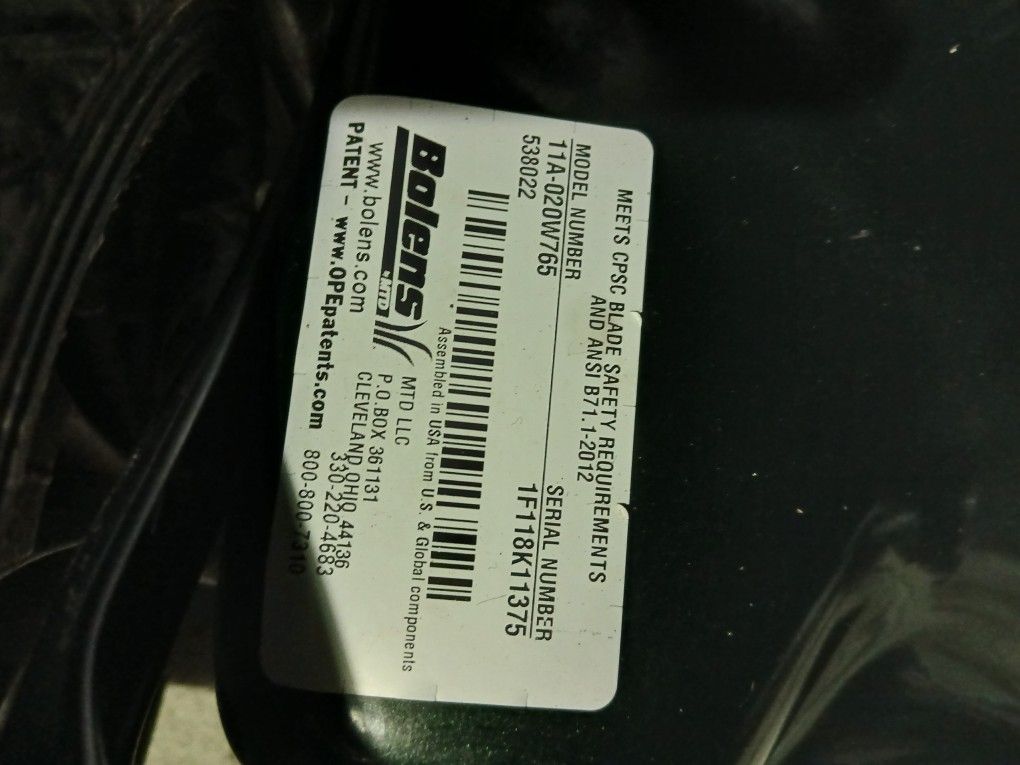 MEETS CPSC BLADE SAFETY REQUIREMENTS
AND ANSI B71.1-2012
MODEL NUMBER
SERIAL NUMBER
11A-020W765
1F118K11375
538022
Assembled in USA from U.S. & Global components
Bolens
MTD
MTD LLC
P.O.BOX 361131
CLEVELAND,OHIO 44136
www.bolens.com
330-220-4683
PATENT - www.OPEpatents.com
800-800-7310